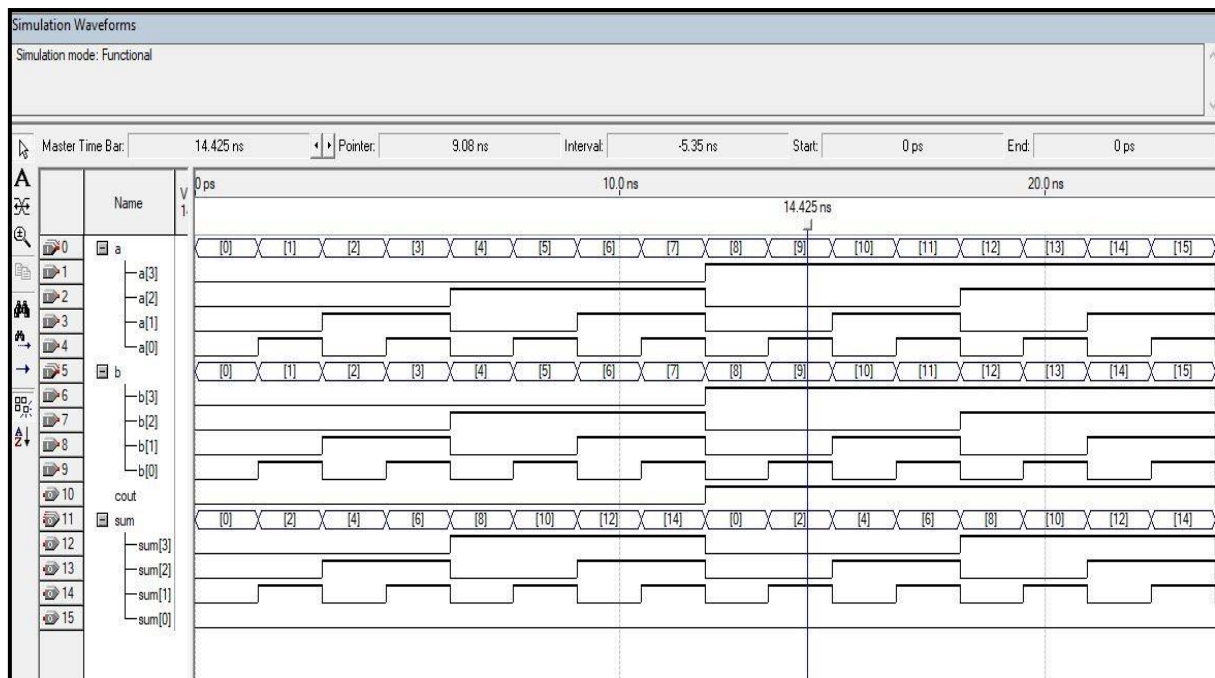 Simulation Waveforms
Simulation mode: Functional
Master Time Bar: 14.425 ns Pointer: 9.08 ns Interval: -5.35 ns Start: 0 ps End: 0 ps
Name V 0 ps 10.0 ns 20.0 ns
1- 14.425 ns
0 a [0] [1] [2] [3] [4] [5] [6] [7] [8] [9] [10] [11] [12] [13] [14] [15]
1 a[3]
2 a[2]
3 a[1]
4 a[0]
5 b [0] [1] [2] [3] [4] [5] [6] [7] [8] [9] [10] [11] [12] [13] [14] [15]
6 b[3]
7 b[2]
8 b[1]
9 b[0]
10 cout
11 sum [0] [2] [4] [6] [8] [10] [12] [14] [0] [2] [4] [6] [8] [10] [12] [14]
12 sum[3]
13 sum[2]
14 sum[1]
15 sum[0]